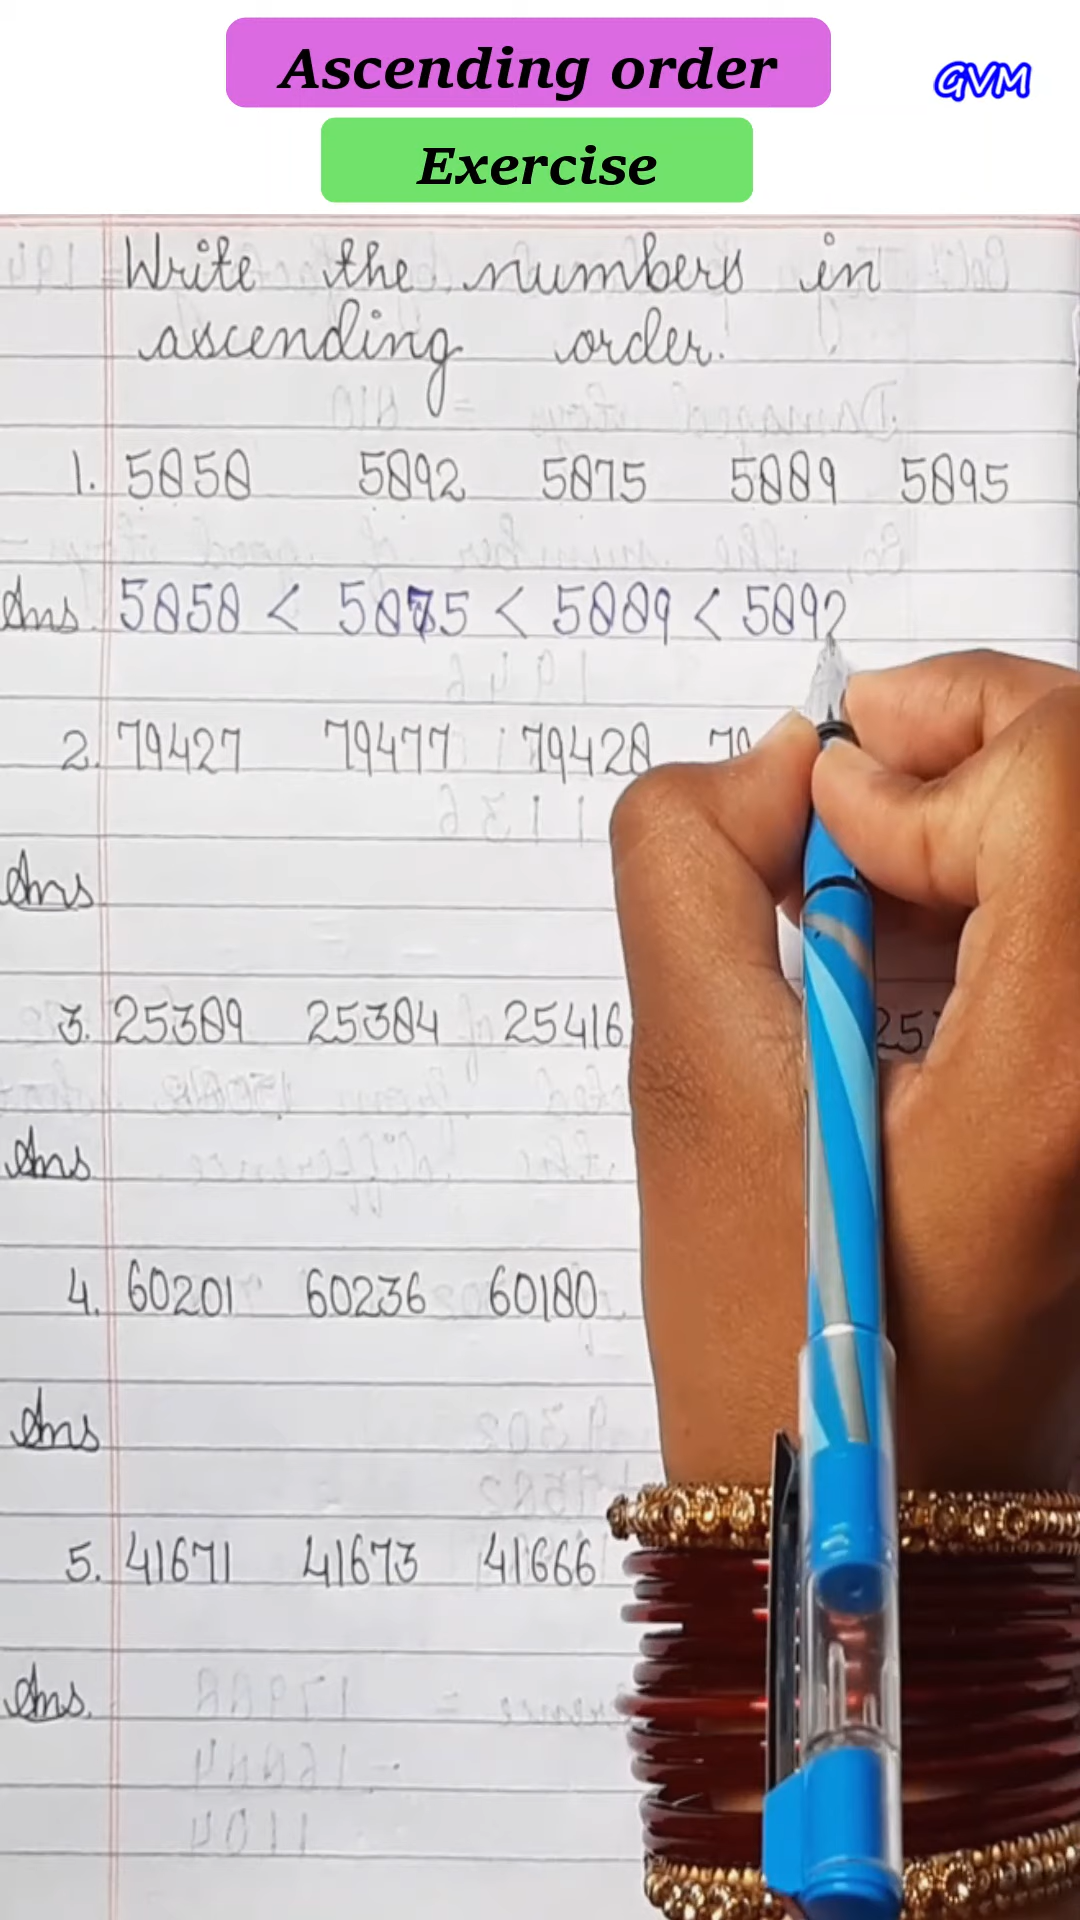 Ascending order
GVM
Exercise
Write the numbers in
ascending order.
1. 5858 5892 5875 5889 5895
Ans 5858 < 5875 < 5889 < 5892
2. 79427 79477 79428
Ans
3. 25389 25384 25416
Ans
4. 60201 60236 60180
Ans
5. 41671 41673 41666
Ans.